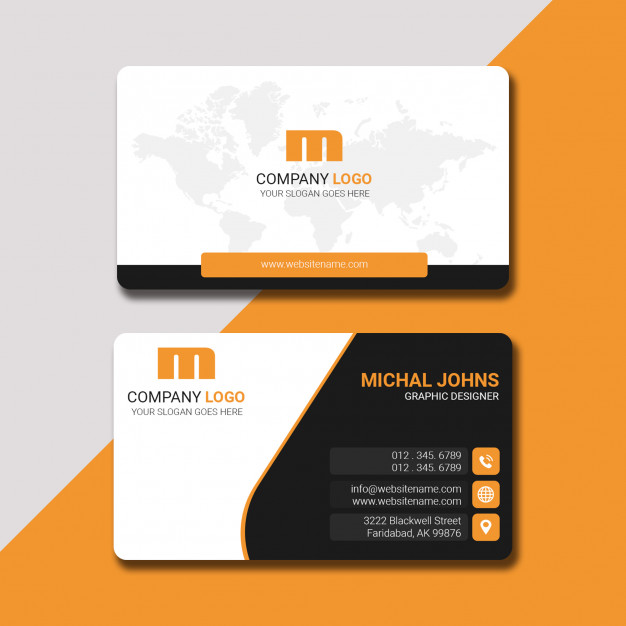 m
COMPANY LOGO
YOUR SLOGAN GOES HERE
www.websitename.com
m
COMPANY LOGO
YOUR SLOGAN GOES HERE
MICHAL JOHNS
GRAPHIC DESIGNER
012 . 345. 6789
012 . 345. 6789
info@websitename.com
www.websitename.com
3222 Blackwell Street
Faridabad, AK 99876